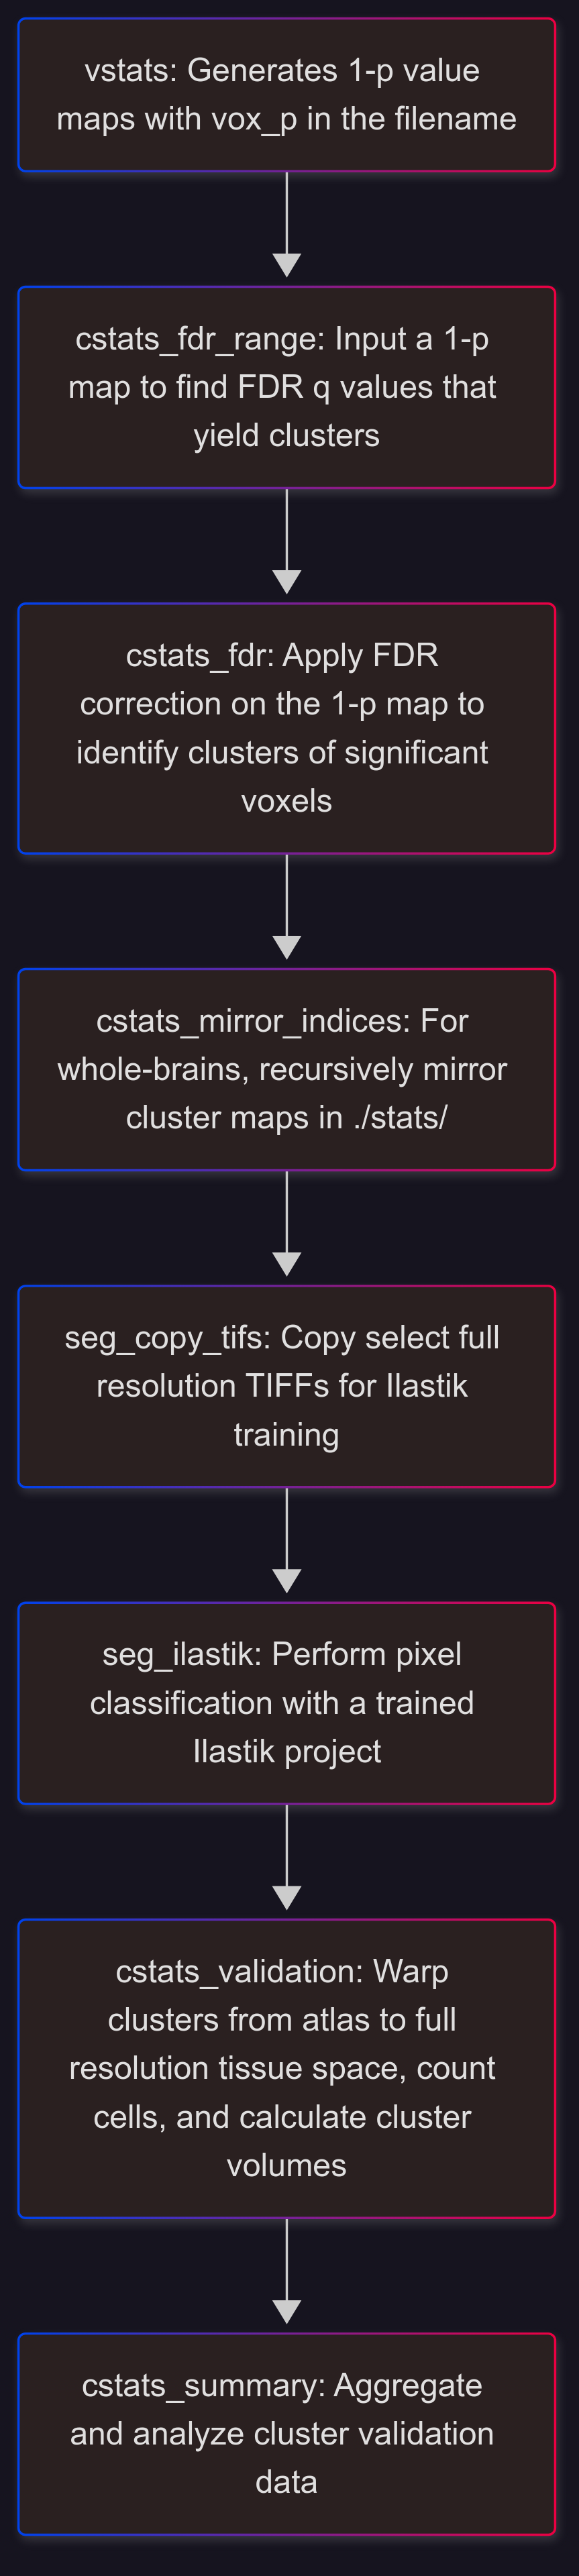 vstats: Generates 1-p value
maps with vox_p in the filename
cstats_fdr_range: Input a 1-p
map to find FDR q values that
yield clusters
cstats_fdr: Apply FDR
correction on the 1-p map to
identify clusters of significant
voxels
cstats_mirror_indices: For
whole-brains, recursively mirror
cluster maps in ./stats/
seg_copy_tifs: Copy select full
resolution TIFFs for Ilastik
training
seg_ilastik: Perform pixel
classification with a trained
Ilastik project
cstats_validation: Warp
clusters from atlas to full
resolution tissue space, count
cells, and calculate cluster
volumes
cstats_summary: Aggregate
and analyze cluster validation
data